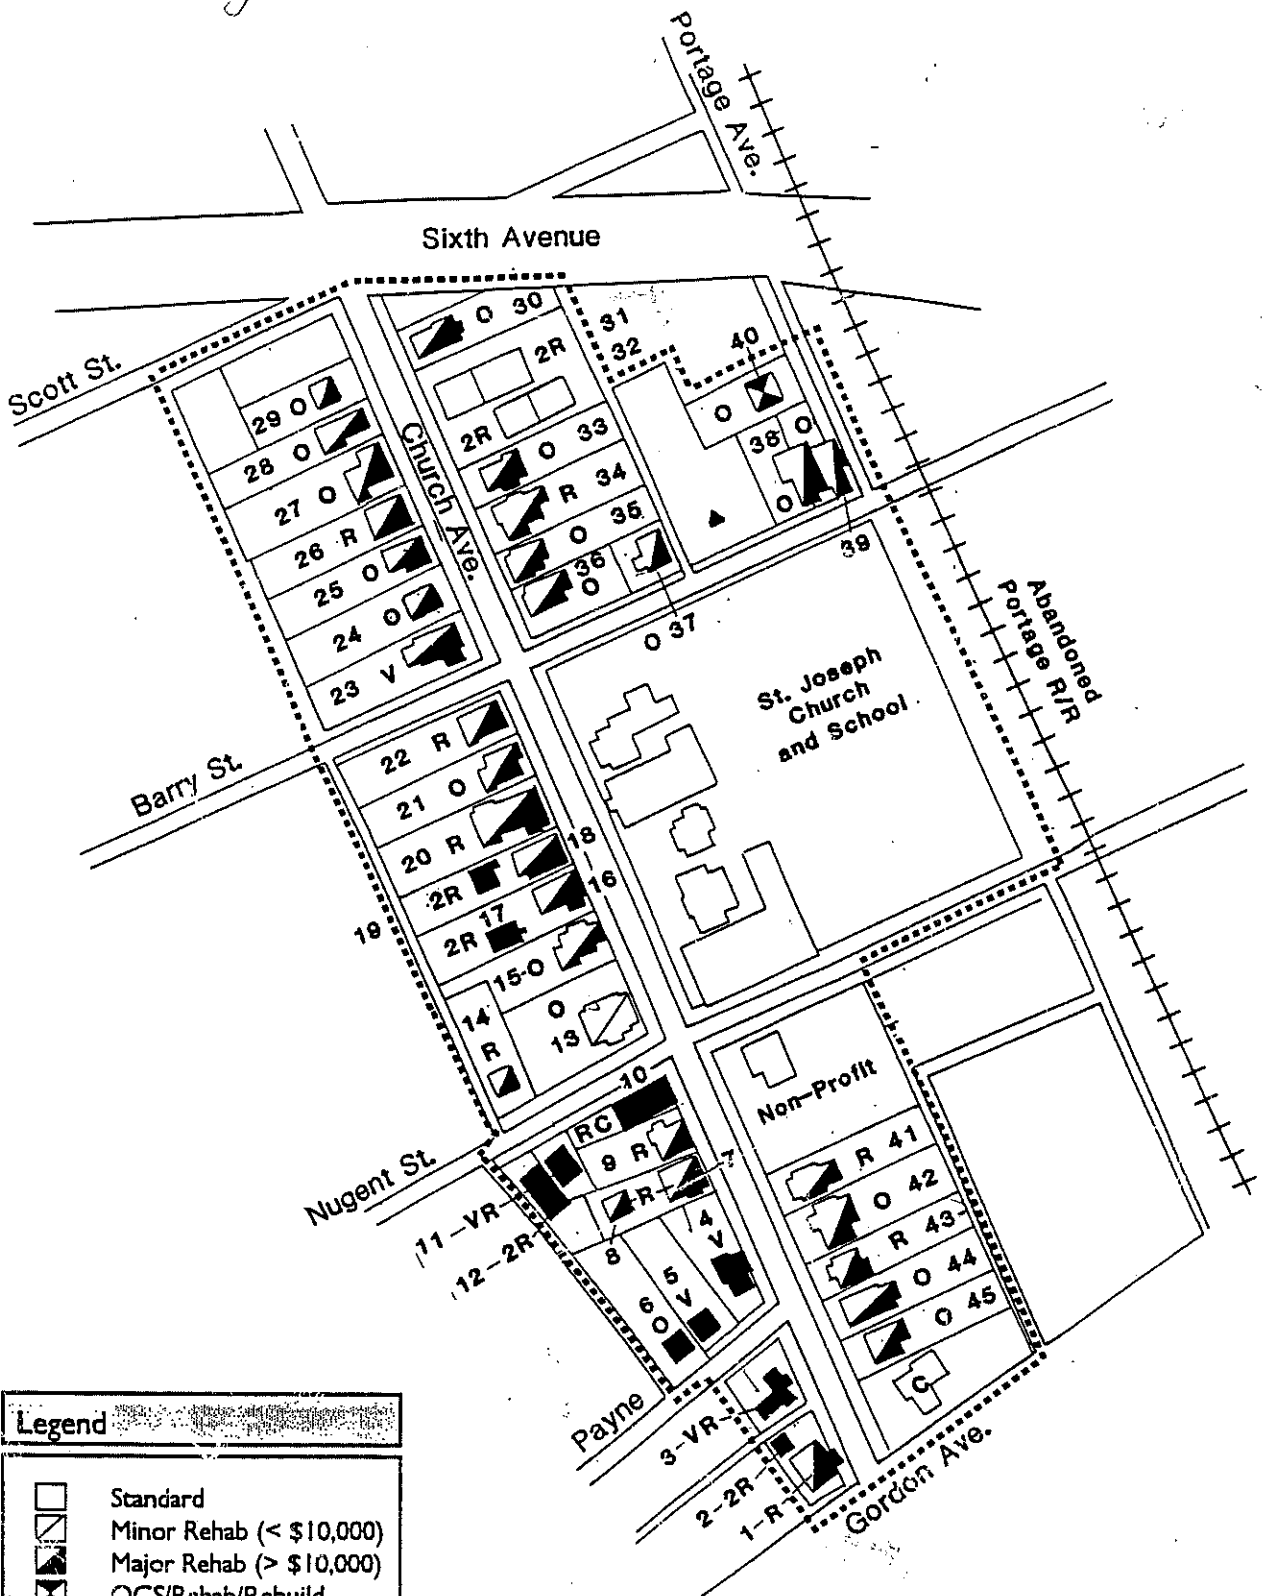 Portage Ave.
Sixth Avenue
Scott St.
Church Ave.
O 30
31
32
2R
2R
O 33
R 34
O 35
36
O
O 37
40
O
38 O
O
39
29 O
28 O
27 O
26 R
25 O
24 O
23 V
Abandoned
Portage R/R
St. Joseph
Church
and School
Barry St.
22 R
21 O
20 R
18
2R
16
17
2R
19
15-O
O
13
14
R
10
RC
9 R
7
R
8
4
V
5
V
6
O
Nugent St.
11-VR
12-2R
Non-Profit
R 41
O 42
R 43
O 44
O 45
C
Payne
3-VR
2-2R
1-R
Gordon Ave.
Legend
Standard
Minor Rehab (< $10,000)
Major Rehab (> $10,000)
OCS/Rehab/Rebuild